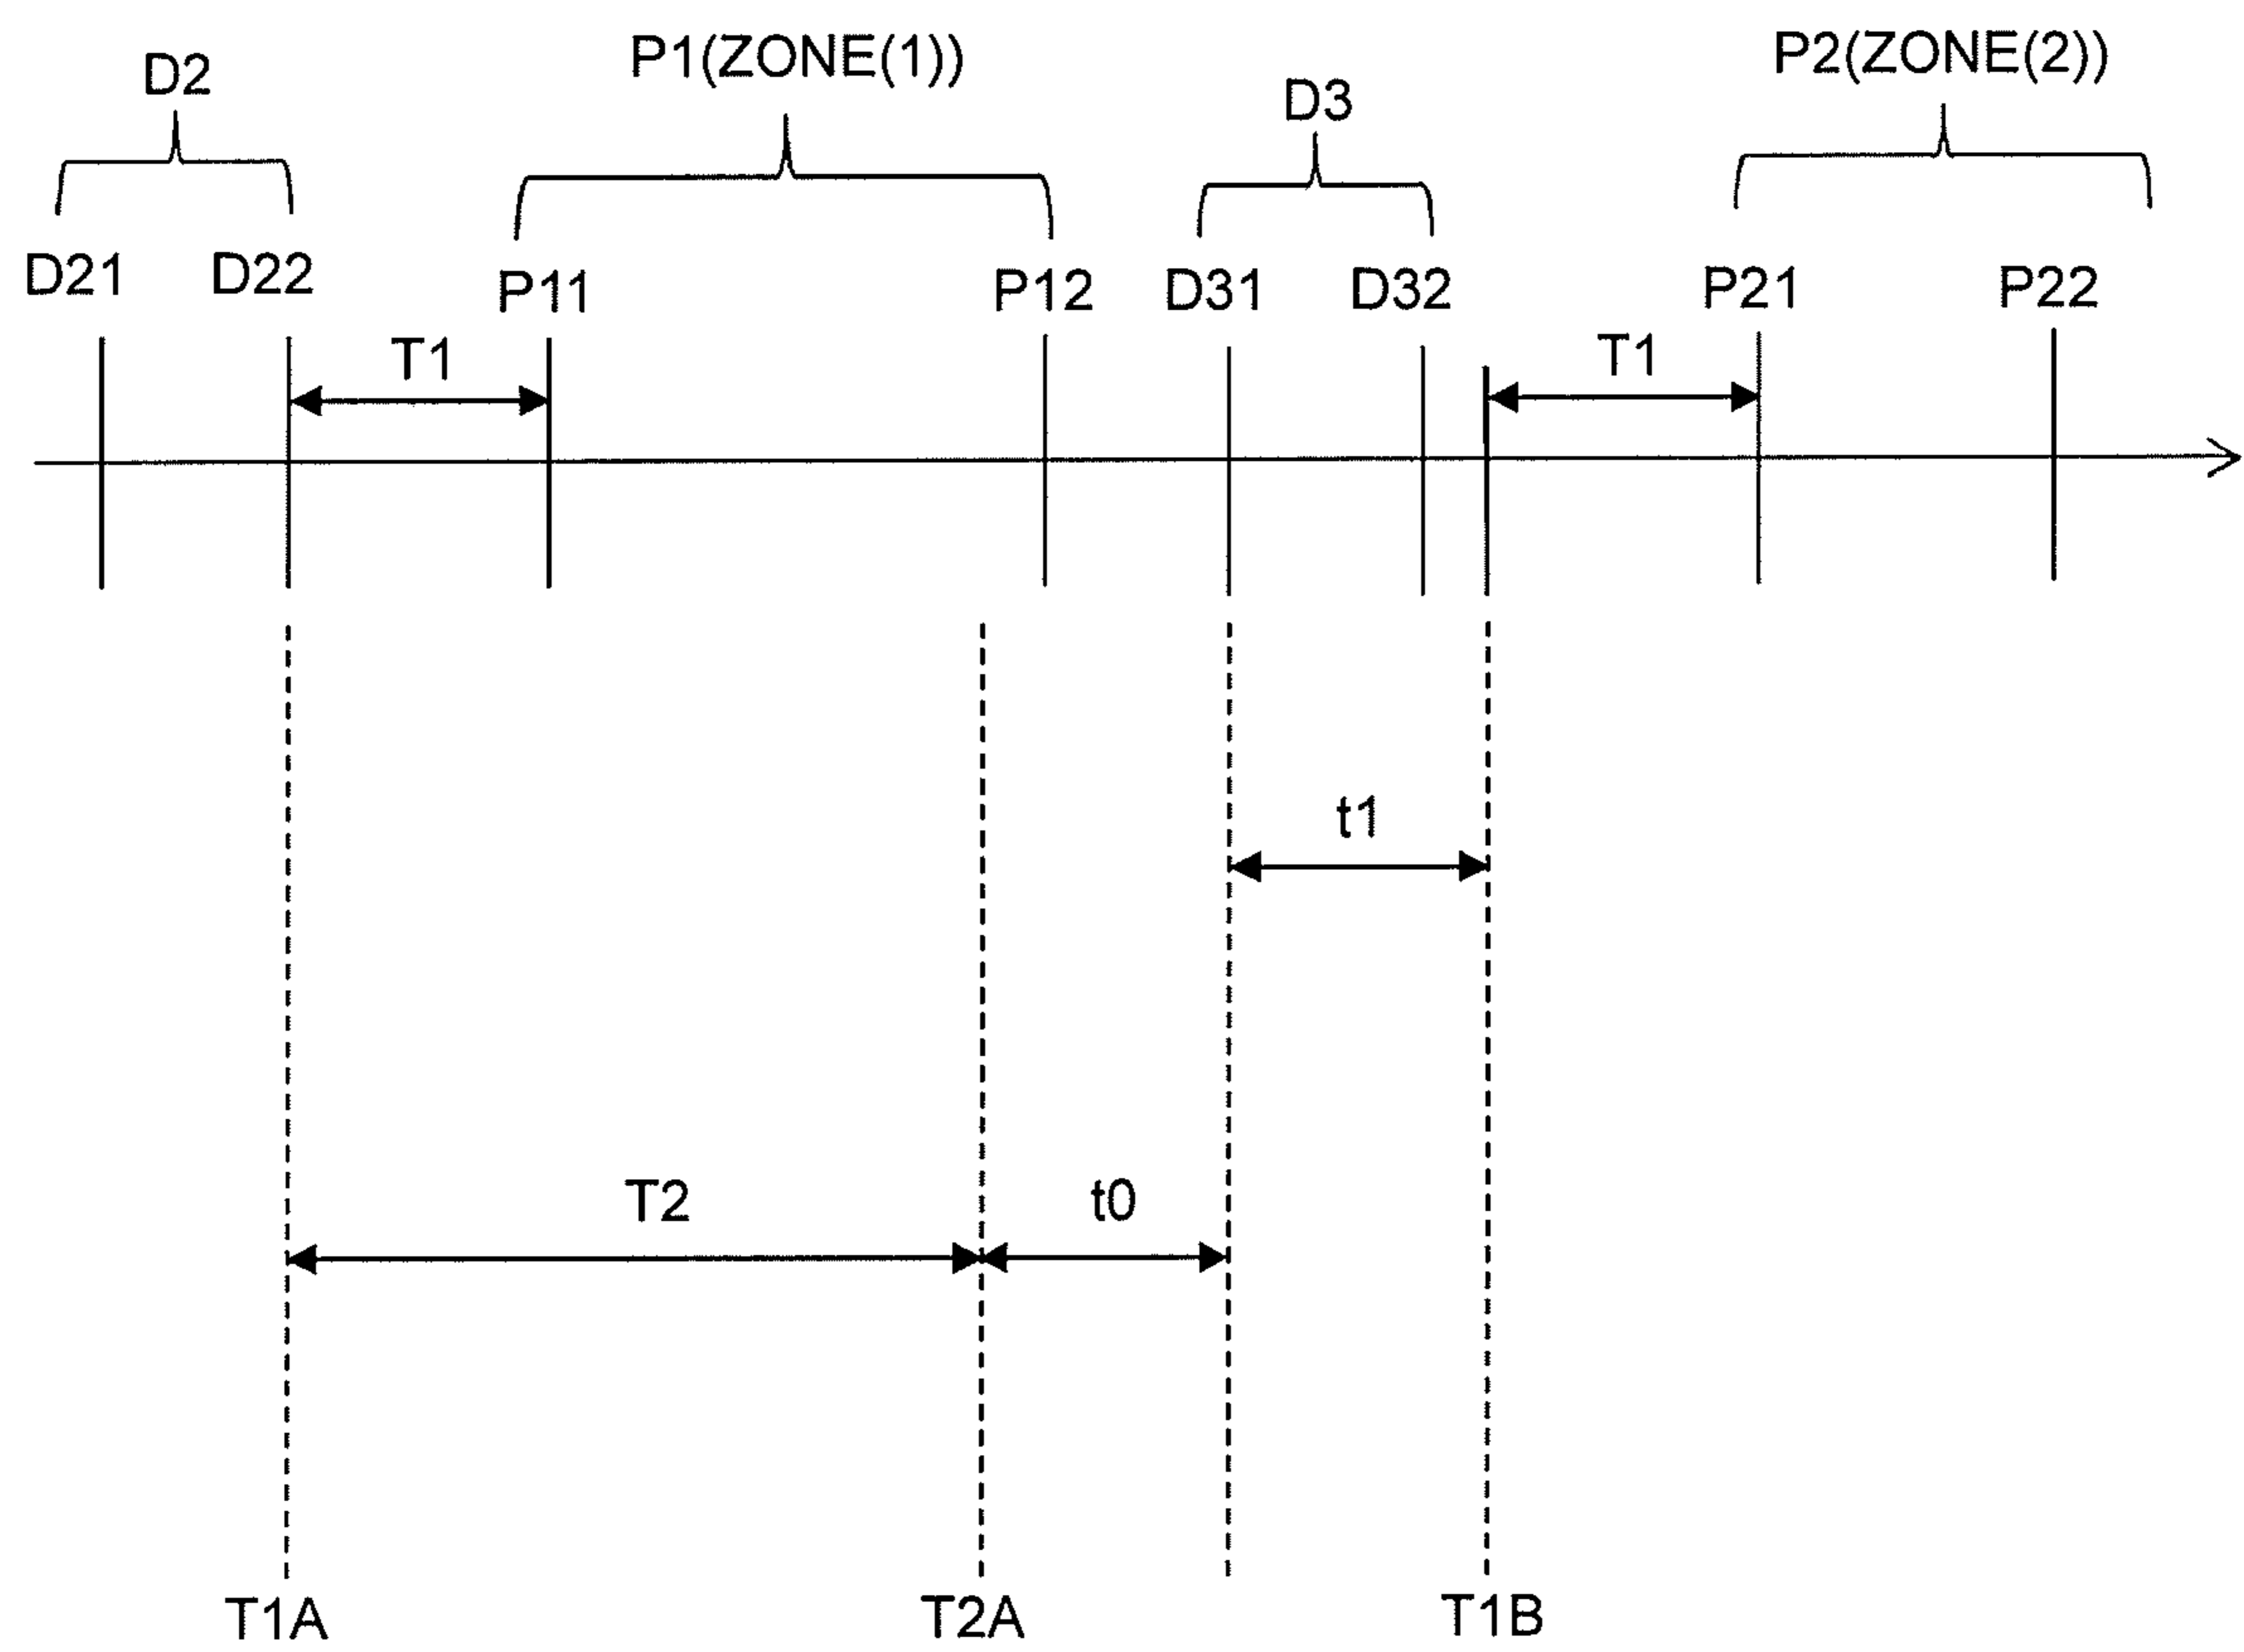 D2 P1(ZONE(1)) D3 P2(ZONE(2))
D21 D22 P11 P12 D31 D32 P21 P22
T1 T1
t1
T2 t0
T1A T2A T1B